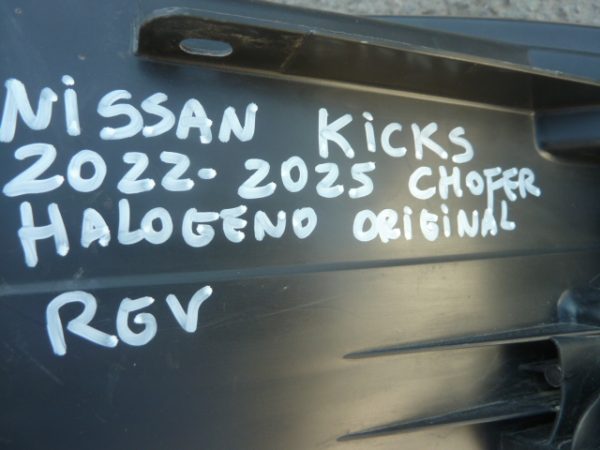 NiSSAN KiCKS
2022-2025 CHOFER
HALOGENO ORIGINAL
RGV